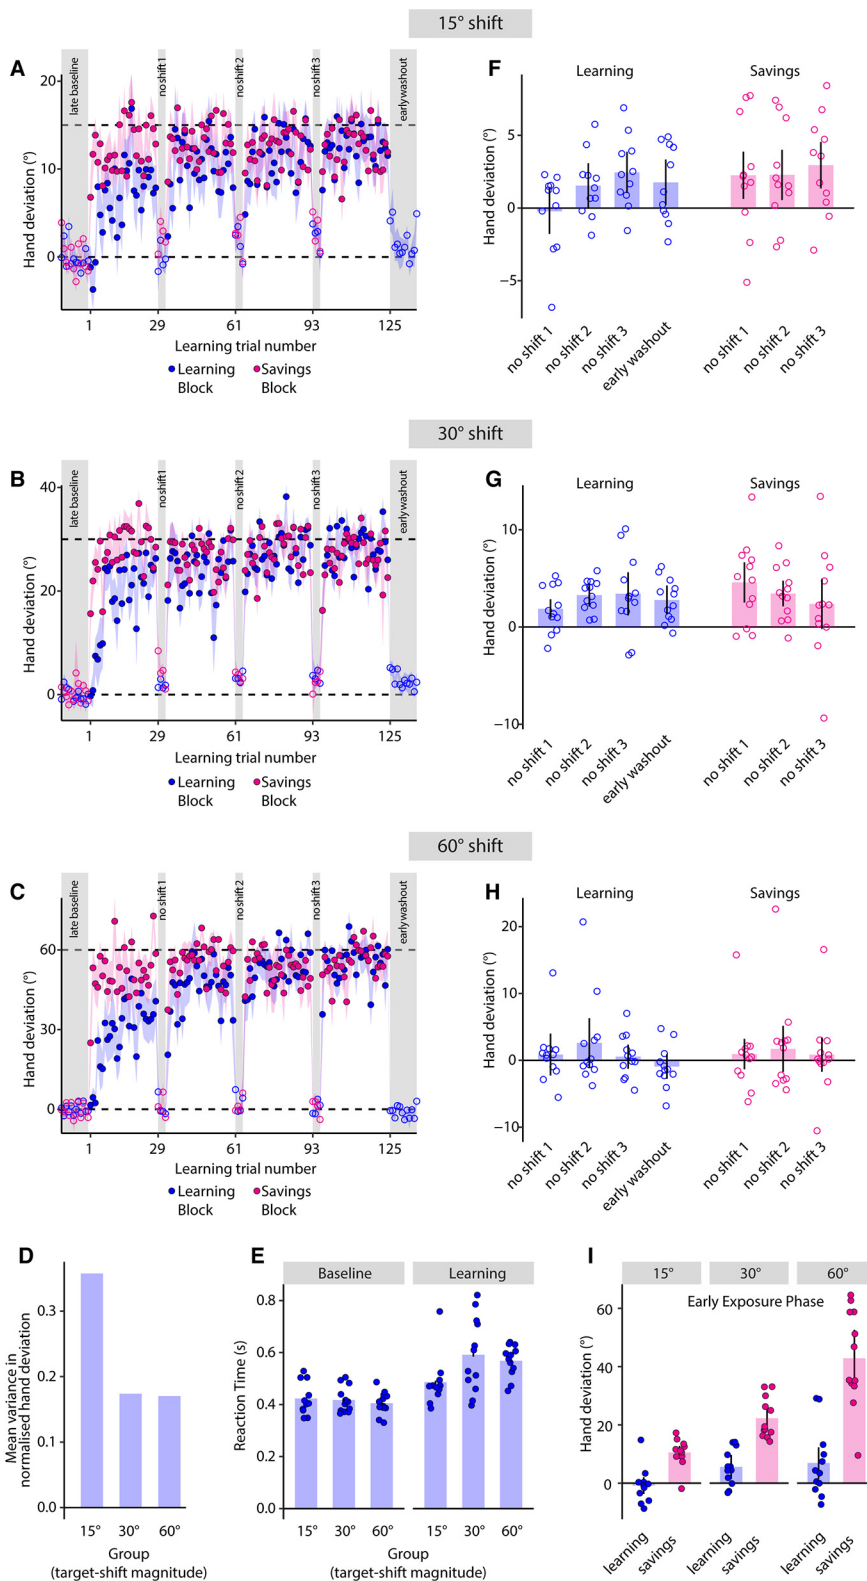 15° shift
A
late baseline
no shift 1
no shift 2
no shift 3
early washout
20
10
0
Hand deviation (°)
1
29
61
93
125
Learning trial number
Learning Block
Savings Block
F
Learning
Savings
5
0
−5
Hand deviation (°)
no shift 1
no shift 2
no shift 3
early washout
no shift 1
no shift 2
no shift 3
30° shift
B
late baseline
no shift 1
no shift 2
no shift 3
early washout
40
20
0
Hand deviation (°)
1
29
61
93
125
Learning trial number
Learning Block
Savings Block
G
Learning
Savings
10
0
−10
Hand deviation (°)
no shift 1
no shift 2
no shift 3
early washout
no shift 1
no shift 2
no shift 3
60° shift
C
late baseline
no shift 1
no shift 2
no shift 3
early washout
60
30
0
Hand deviation (°)
1
29
61
93
125
Learning trial number
Learning Block
Savings Block
H
Learning
Savings
20
10
0
−10
Hand deviation (°)
no shift 1
no shift 2
no shift 3
early washout
no shift 1
no shift 2
no shift 3
D
0.3
0.2
0.1
0.0
Mean variance in
normalised hand deviation
15°
30°
60°
Group
(target-shift magnitude)
E
Baseline
Learning
0.8
0.6
0.4
0.2
0.0
Reaction Time (s)
15°
30°
60°
15°
30°
60°
Group
(target-shift magnitude)
I
15°
30°
60°
Early Exposure Phase
60
40
20
0
Hand deviation (°)
learning
savings
learning
savings
learning
savings